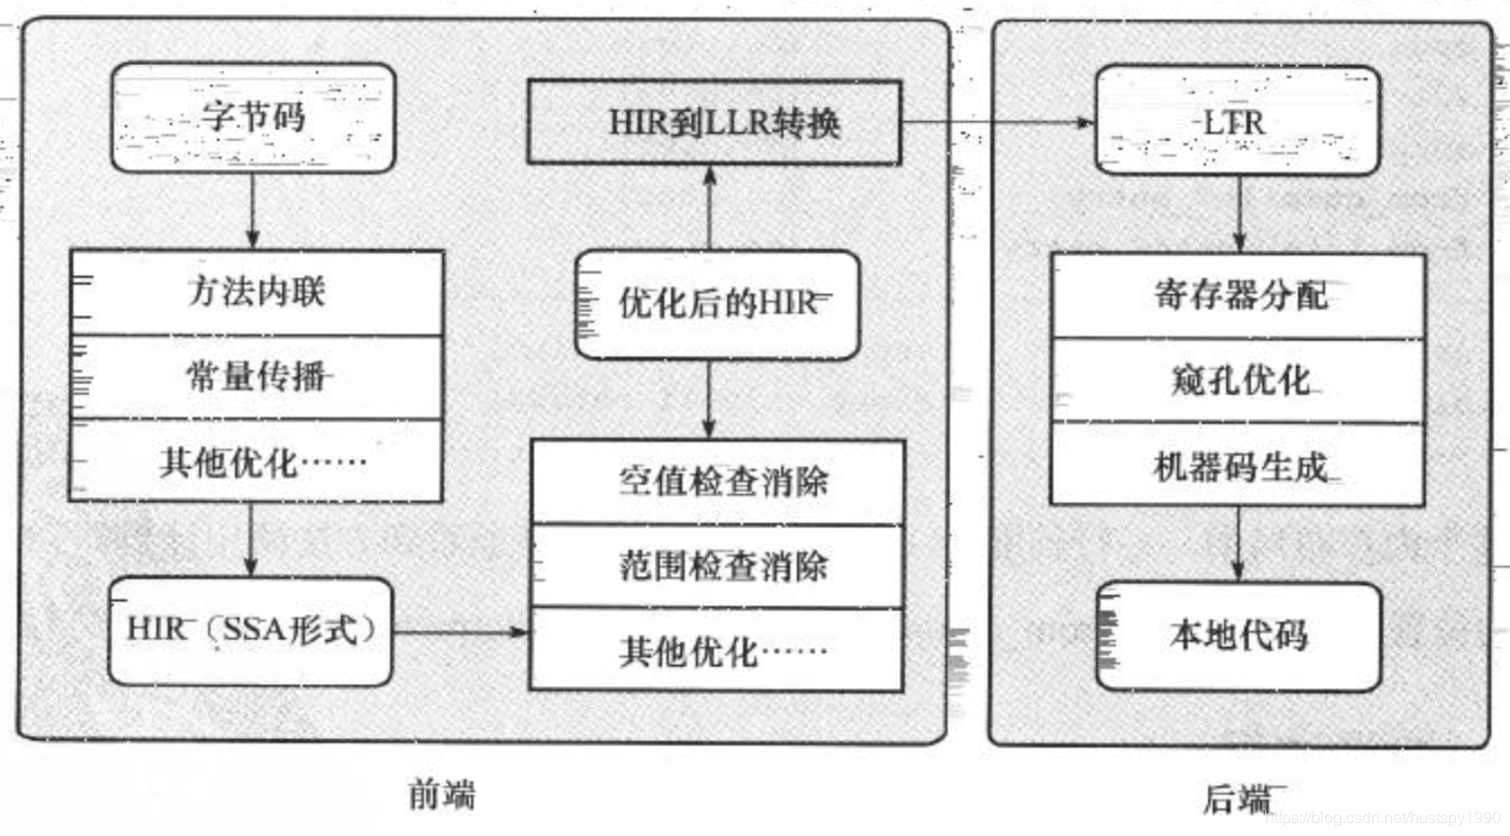 字节码
方法内联
常量传播
其他优化……
HIR（SSA形式）
HIR到LLR转换
优化后的HIR
空值检查消除
范围检查消除
其他优化……
前端
LTR
寄存器分配
窥孔优化
机器码生成
本地代码
后端
https://blog.csdn.net/hustspy1990